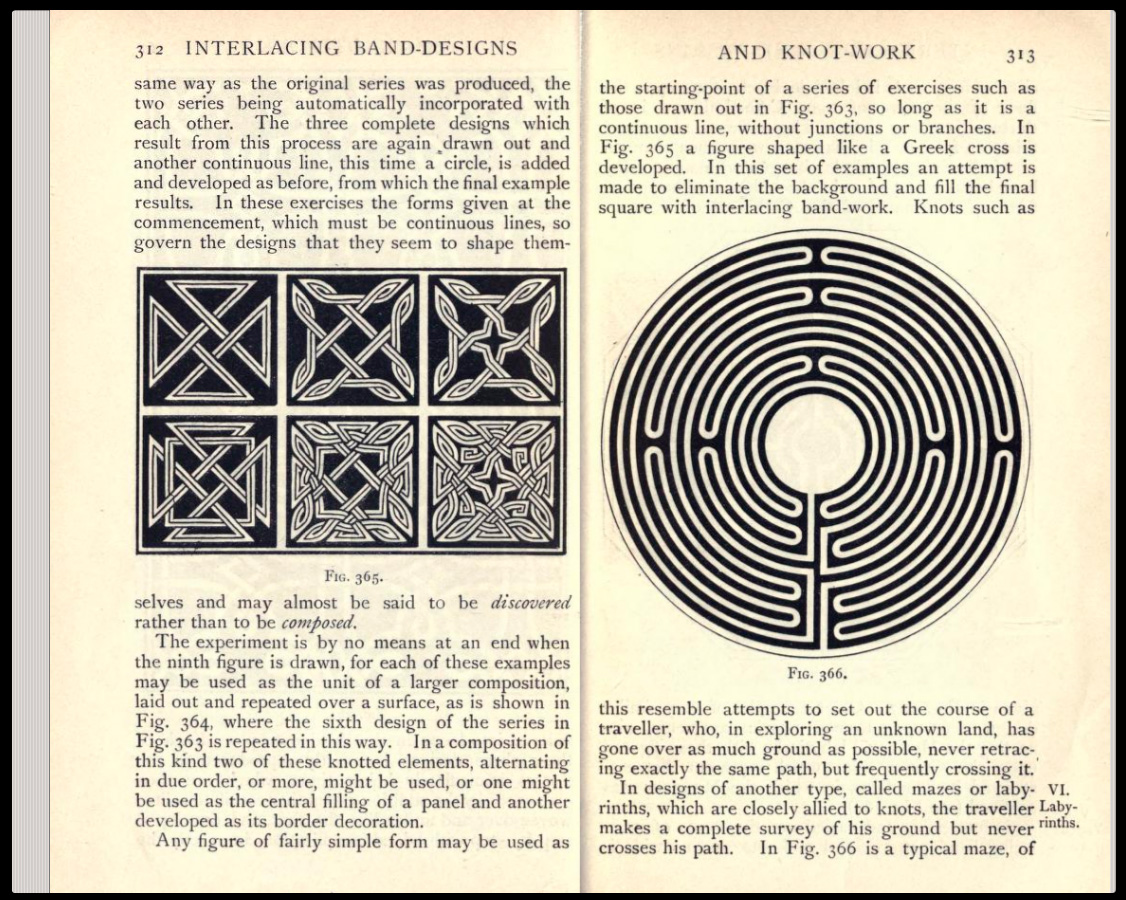 312 INTERLACING BAND-DESIGNS
same way as the original series was produced, the
two series being automatically incorporated with
each other. The three complete designs which
result from this process are again drawn out and
another continuous line, this time a circle, is added
and developed as before, from which the final example
results. In these exercises the forms given at the
commencement, which must be continuous lines, so
govern the designs that they seem to shape them-
Fig. 365.
selves and may almost be said to be discovered
rather than to be composed.
The experiment is by no means at an end when
the ninth figure is drawn, for each of these examples
may be used as the unit of a larger composition,
laid out and repeated over a surface, as is shown in
Fig. 364, where the sixth design of the series in
Fig. 363 is repeated in this way. In a composition of
this kind two of these knotted elements, alternating
in due order, or more, might be used, or one might
be used as the central filling of a panel and another
developed as its border decoration.
Any figure of fairly simple form may be used as
AND KNOT-WORK 313
the starting-point of a series of exercises such as
those drawn out in Fig. 363, so long as it is a
continuous line, without junctions or branches. In
Fig. 365 a figure shaped like a Greek cross is
developed. In this set of examples an attempt is
made to eliminate the background and fill the final
square with interlacing band-work. Knots such as
Fig. 366.
this resemble attempts to set out the course of a
traveller, who, in exploring an unknown land, has
gone over as much ground as possible, never retrac-
ing exactly the same path, but frequently crossing it.
In designs of another type, called mazes or laby-
rinths, which are closely allied to knots, the traveller
makes a complete survey of his ground but never
crosses his path. In Fig. 366 is a typical maze, of
VI.
Laby-
rinths.